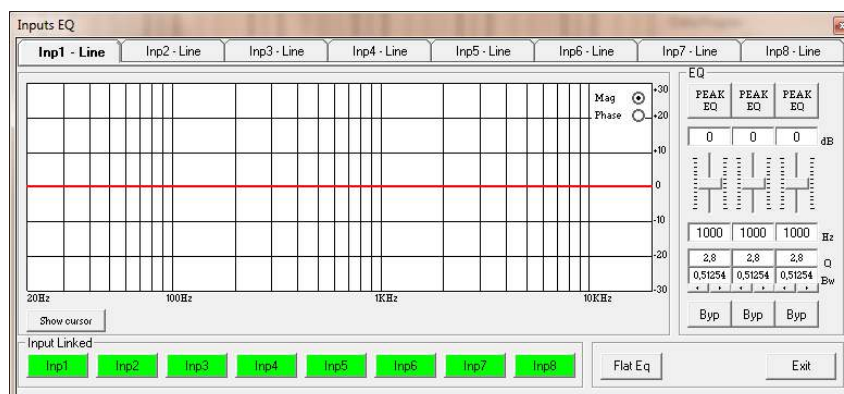 Inputs EQ
Inp1 - Line Inp2 - Line Inp3 - Line Inp4 - Line Inp5 - Line Inp6 - Line Inp7 - Line Inp8 - Line
Mag
Phase
+30
+20
+10
0
-10
-20
-30
20Hz 100Hz 1KHz 10KHz
Show cursor
EQ
PEAK EQ PEAK EQ PEAK EQ
0 0 0 dB
1000 1000 1000 Hz
2,8 2,8 2,8 Q
0,51254 0,51254 0,51254 Bw
Byp Byp Byp
Input Linked
Inp1 Inp2 Inp3 Inp4 Inp5 Inp6 Inp7 Inp8
Flat Eq Exit